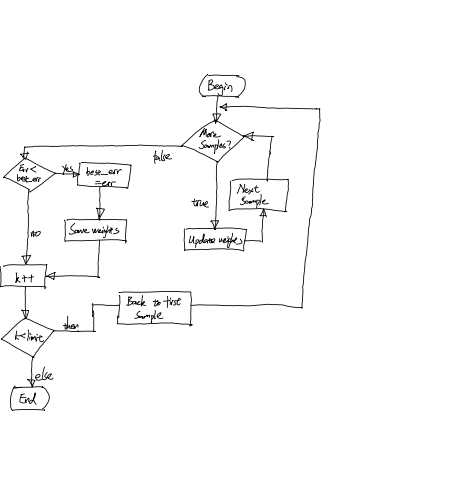 Begin
More
Samples?
false
true
Next
Sample
Update weights
Err <
best_err
Yes
best_err
=err
Save weights
no
k++
k<limit
then
Back to first
Sample
else
End